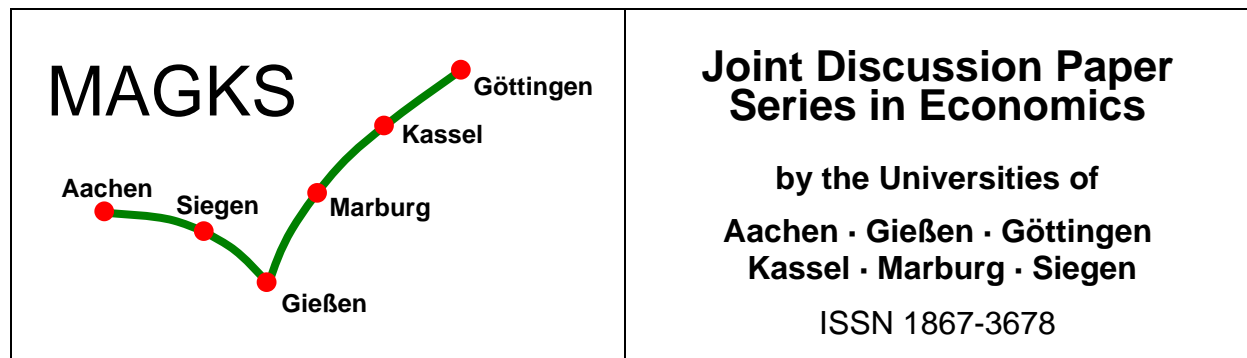 MAGKS
Göttingen
Kassel
Aachen
Siegen
Marburg
Gießen
Joint Discussion Paper
Series in Economics
by the Universities of
Aachen · Gießen · Göttingen
Kassel · Marburg · Siegen
ISSN 1867-3678